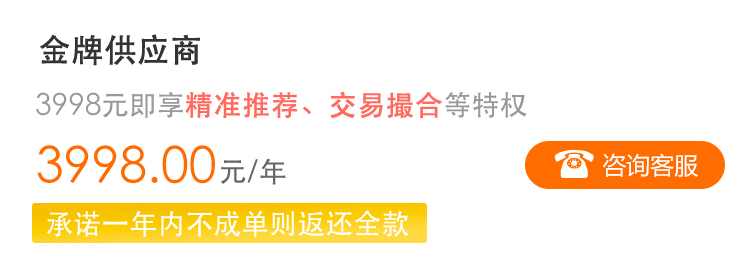 金牌供应商
3998元即享精准推荐、交易撮合等特权
3998.00元/年
咨询客服
承诺一年内不成单则返还全款